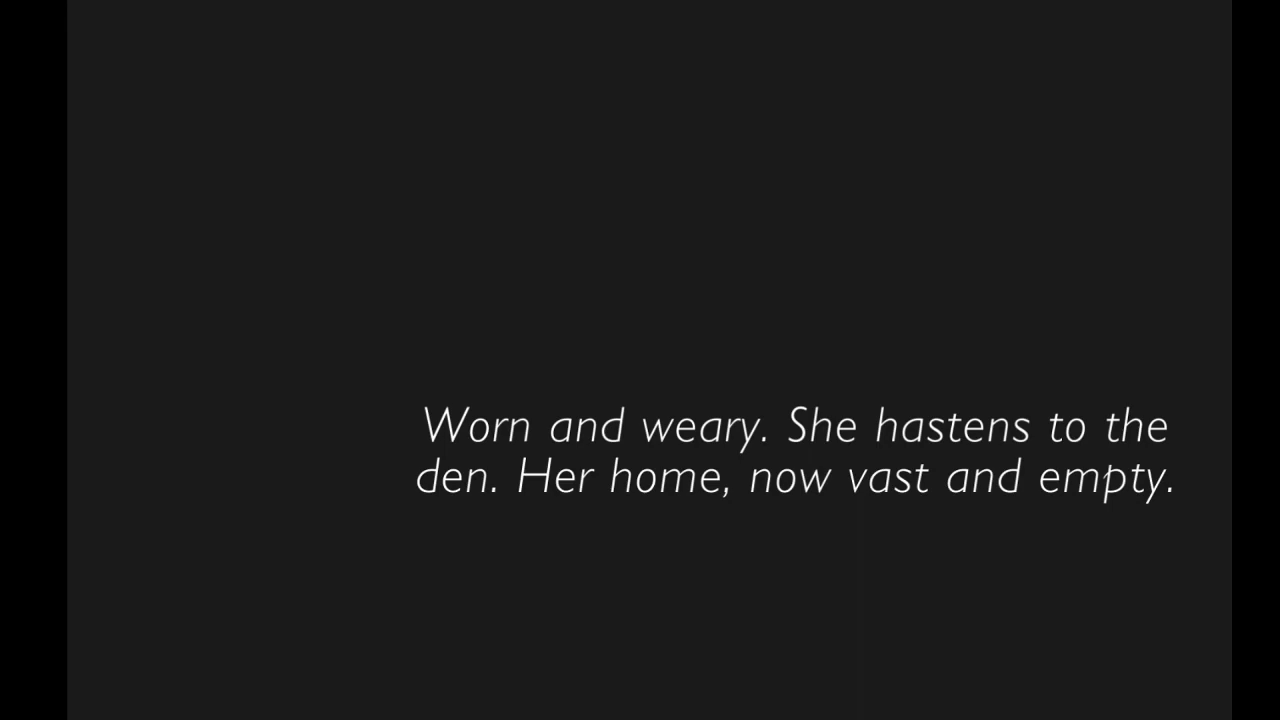 Worn and weary. She hastens to the
den. Her home, now vast and empty.